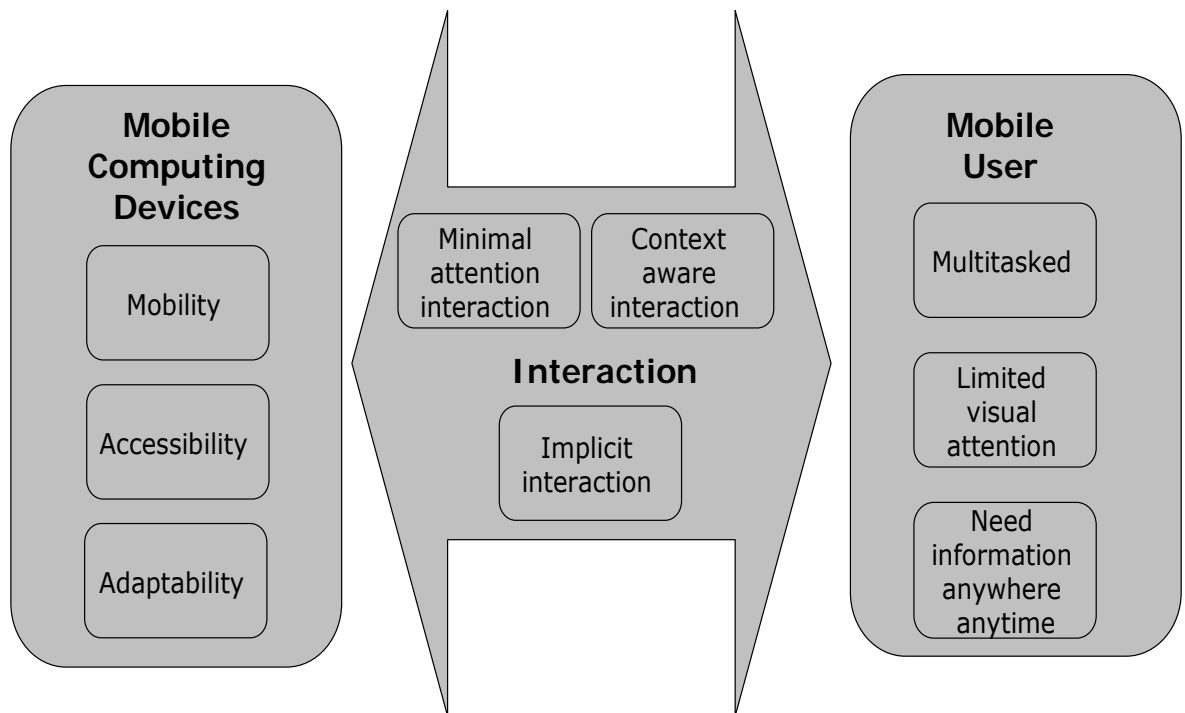 Mobile
Computing
Devices
Mobility
Accessibility
Adaptability
Minimal
attention
interaction
Context
aware
interaction
Interaction
Implicit
interaction
Mobile
User
Multitasked
Limited
visual
attention
Need
information
anywhere
anytime